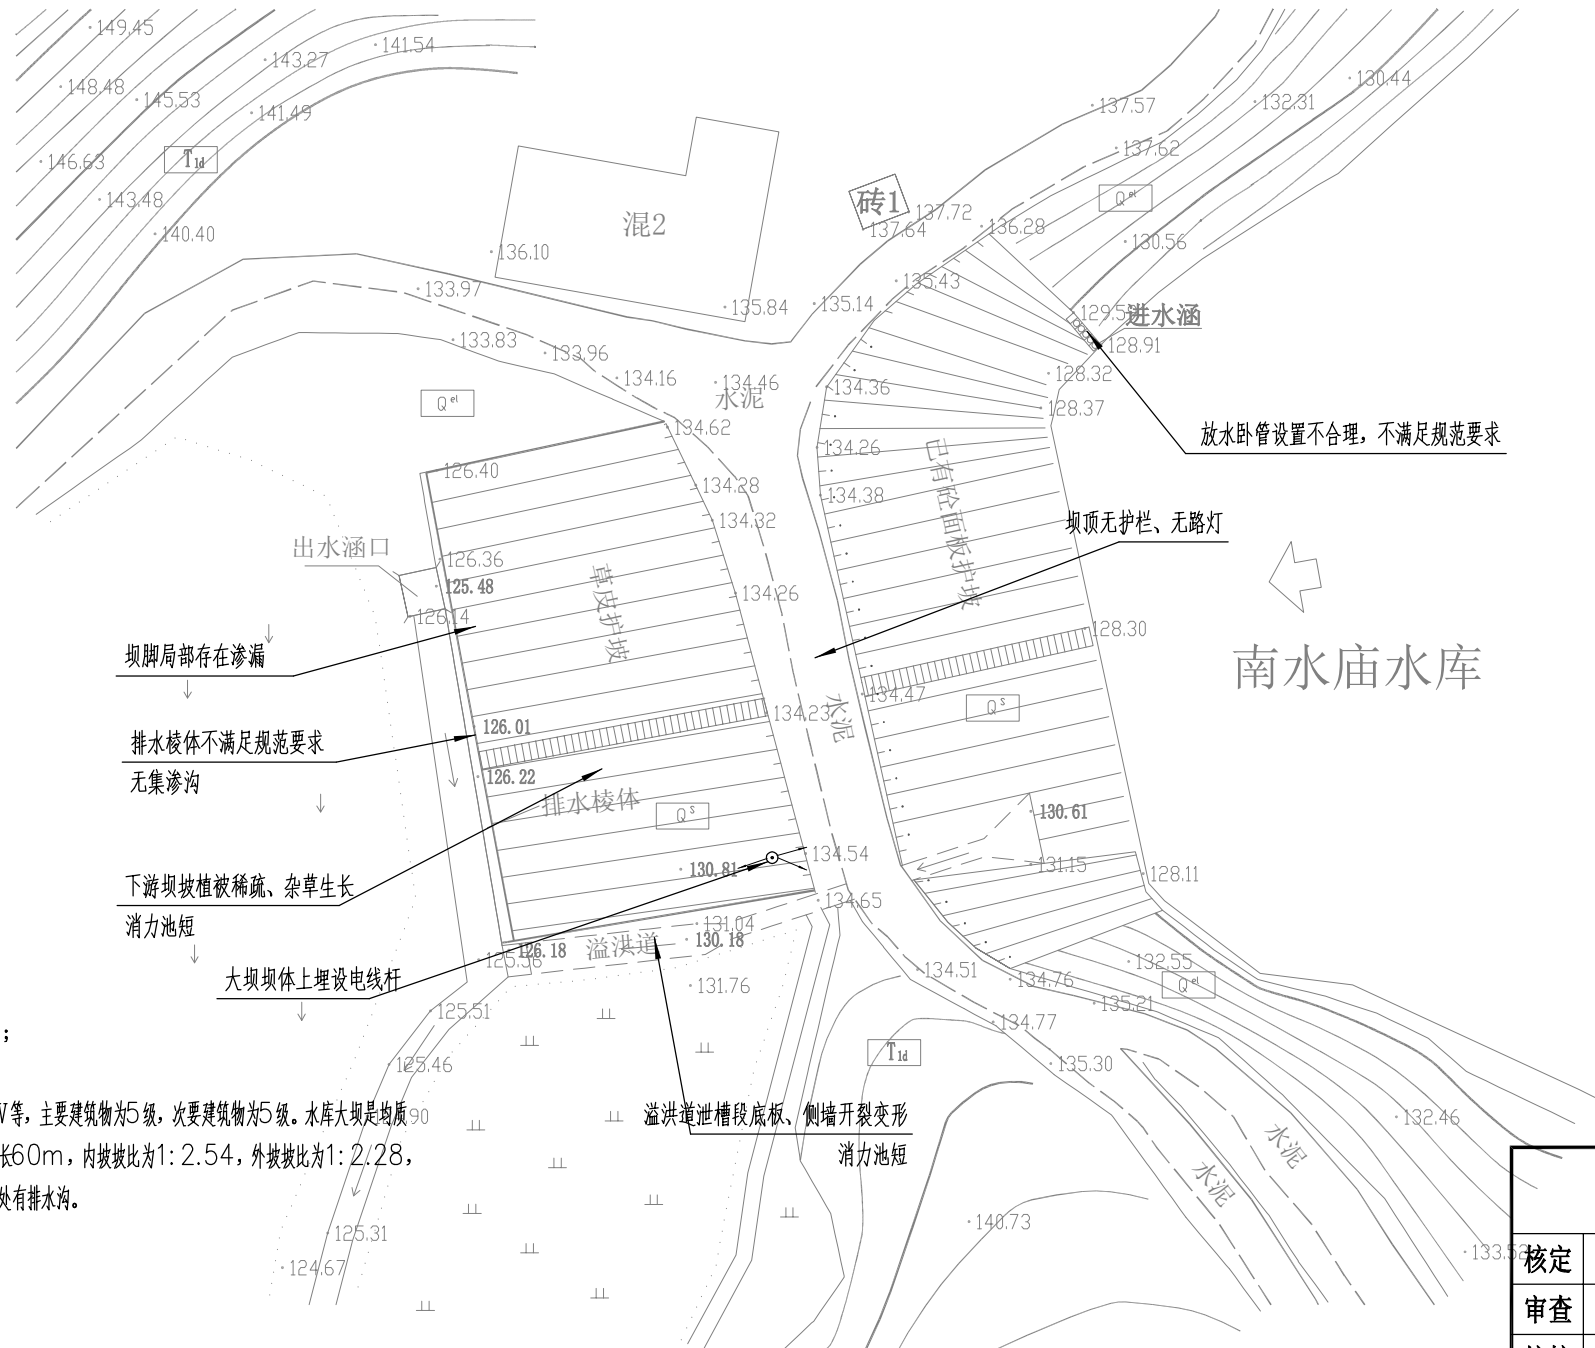 149.45
141.54
143.27
148.48
145.53
141.49
146.63
T1d
143.48
140.40
130.44
132.31
137.57
137.62
Qel
砖1
137.72
137.64
136.28
130.56
混2
136.10
135.43
133.97
135.84
135.14
进水涵
128.91
133.83
133.96
134.16
134.46
水泥
128.32
134.36
128.37
Qel
134.62
134.26
放水卧管设置不合理，不满足规范要求
126.40
134.28
134.38
已有砼面板护坡
134.32
坝顶无护栏、无路灯
出水涵口
126.36
125.48
草皮护坡
134.26
126.14
128.30
坝脚局部存在渗漏
南水庙水库
134.47
Qs
126.01
134.23
水泥
排水棱体不满足规范要求
无集渗沟
126.22
排水棱体
Qs
130.61
134.54
130.81
131.15
128.11
下游坝坡植被稀疏、杂草生长
消力池短
134.65
131.04
126.18
溢洪道
130.18
大坝坝体上埋设电线杆
131.76
134.51
134.76
132.55
Qel
125.51
135.21
；
134.77
T1d
125.46
135.30
V等，主要建筑物为5级，次要建筑物为5级。水库大坝是均质
溢洪道泄槽段底板、侧墙开裂变形
消力池短
132.46
长60m，内坡坡比为1：2.54，外坡坡比为1：2.28，
水泥
水泥
处有排水沟。
125.31
140.73
124.67
核定
审查